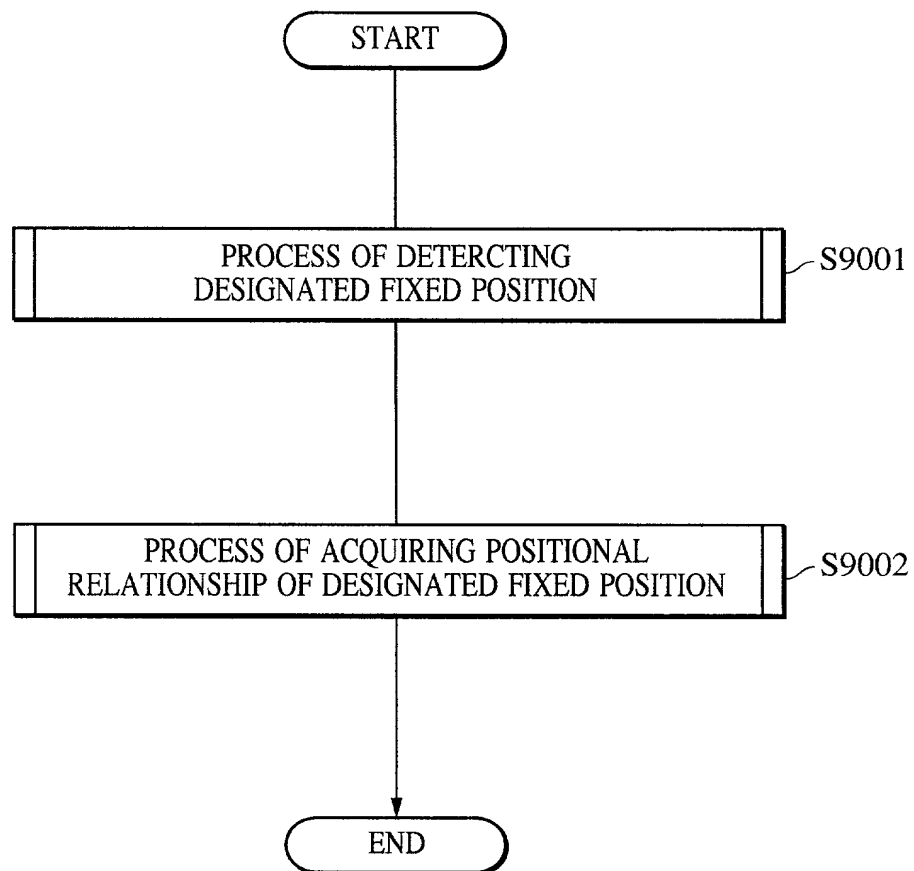 START
PROCESS OF DETERCTING
DESIGNATED FIXED POSITION
S9001
PROCESS OF ACQUIRING POSITIONAL
RELATIONSHIP OF DESIGNATED FIXED POSITION
S9002
END